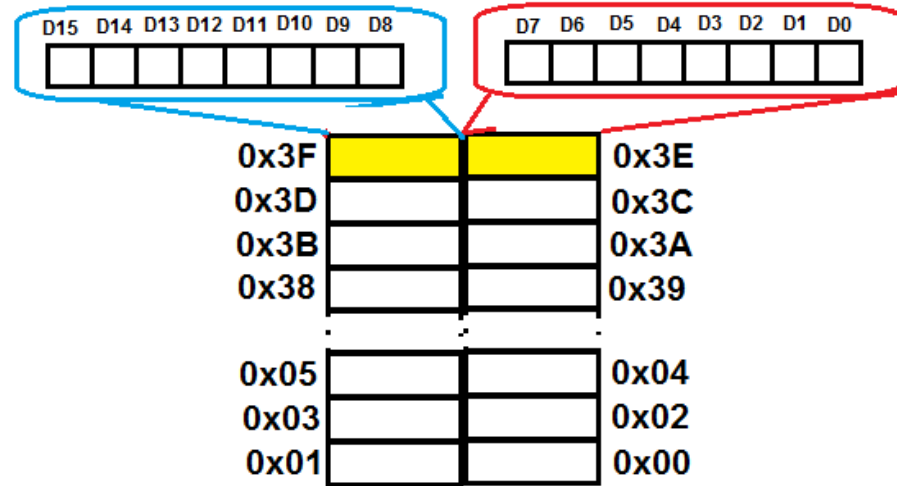 D15 D14 D13 D12 D11 D10 D9 D8 D7 D6 D5 D4 D3 D2 D1 D0
0x3F 0x3E
0x3D 0x3C
0x3B 0x3A
0x38 0x39
0x05 0x04
0x03 0x02
0x01 0x00